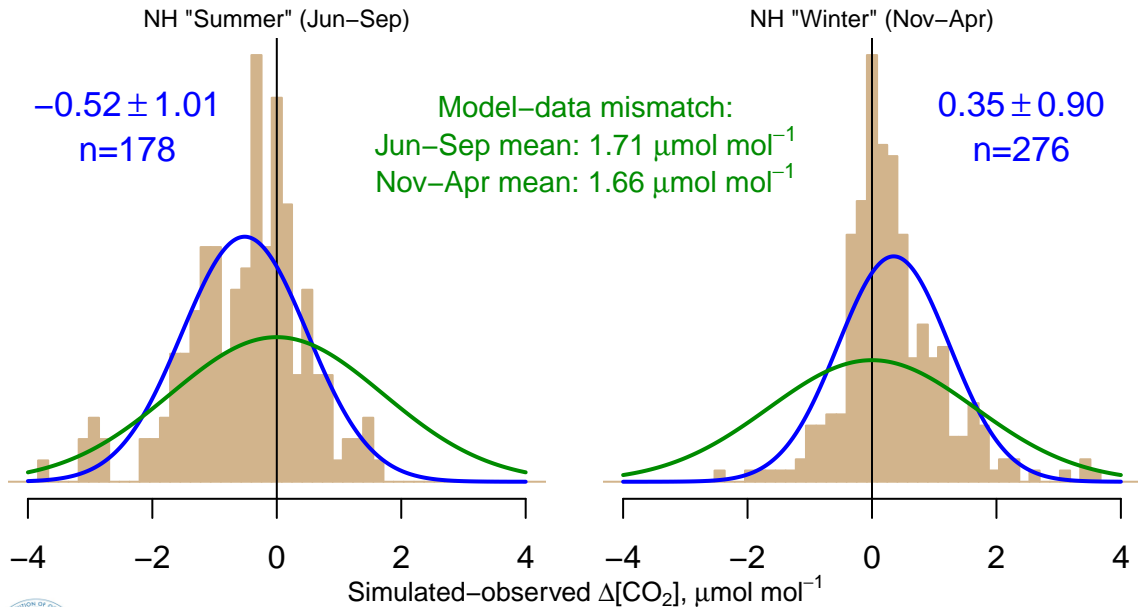 NH "Summer" (Jun−Sep)
NH "Winter" (Nov−Apr)
−0.52 ± 1.01
n=178
Model−data mismatch:
Jun−Sep mean: 1.71 μmol mol⁻¹
Nov−Apr mean: 1.66 μmol mol⁻¹
0.35 ± 0.90
n=276
−4 −2 0 2 4
−4 −2 0 2 4
Simulated−observed Δ[CO₂], μmol mol⁻¹